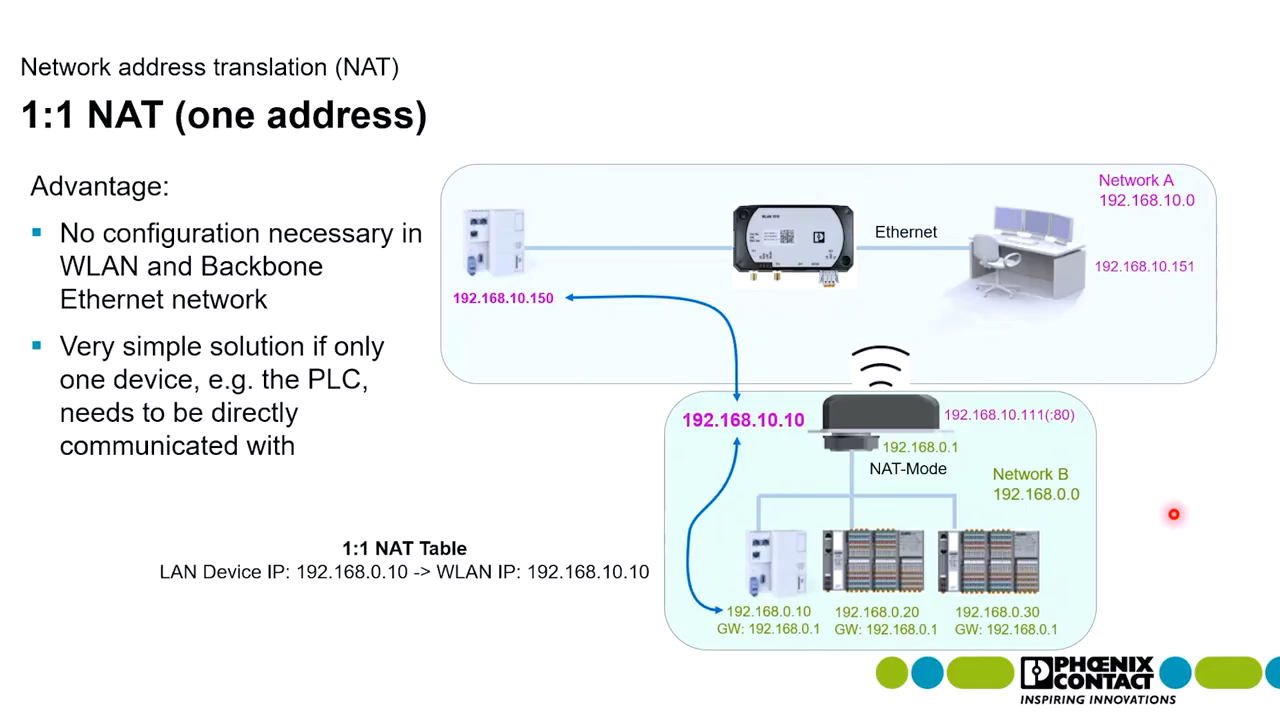 Network address translation (NAT)
1:1 NAT (one address)
Advantage:
No configuration necessary in
WLAN and Backbone
Ethernet network
Very simple solution if only
one device, e.g. the PLC,
needs to be directly
communicated with
Network A
192.168.10.0
Ethernet
192.168.10.151
192.168.10.150
192.168.10.10
192.168.10.111(:80)
192.168.0.1
NAT-Mode
Network B
192.168.0.0
1:1 NAT Table
LAN Device IP: 192.168.0.10 -> WLAN IP: 192.168.10.10
192.168.0.10
GW: 192.168.0.1
192.168.0.20
GW: 192.168.0.1
192.168.0.30
GW: 192.168.0.1
PHŒNIX
CONTACT
INSPIRING INNOVATIONS